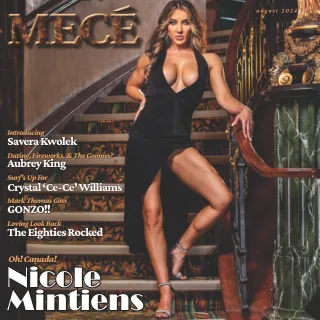 MECÉ
august 2024
Introducing
Savera Kwolek
Dating, Fireworks, & The Goonies?
Aubrey King
Surf's Up For
Crystal 'Ce-Ce' Williams
Mark Thomas Goes
GONZO!!
Loving Look Back
The Eighties Rocked
Oh! Canada!
Nicole
Mintiens